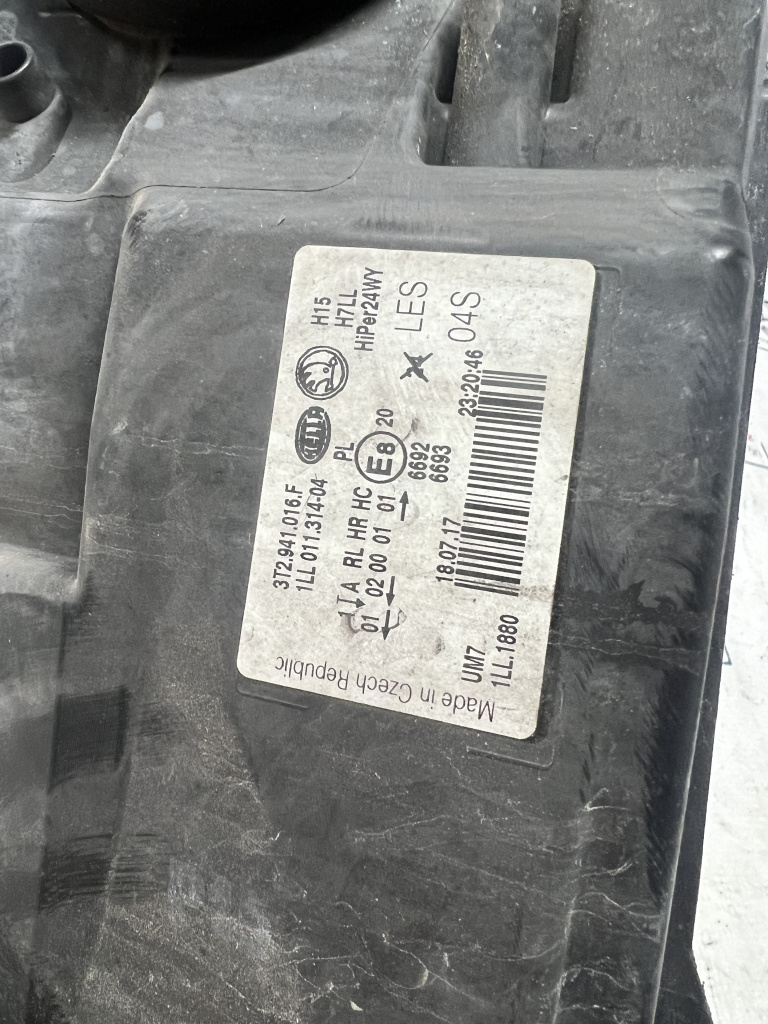 3T2.941.016.F
1LL 011.314-04
HELLA
H15
H7LL
HiPer24WY
1 A RL HR HC PL
01 02 00 01 01
E8 20
6692
6693
LES
04S
18.07.17 23:20:46
UM7
1LL.1880
Made in Czech Republic